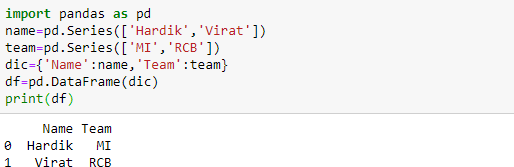 import pandas as pd
name=pd.Series(['Hardik','Virat'])
team=pd.Series(['MI','RCB'])
dic={'Name':name,'Team':team}
df=pd.DataFrame(dic)
print(df)
     Name Team
0  Hardik   MI
1   Virat  RCB